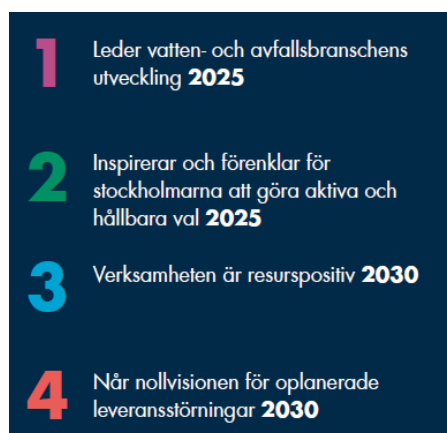 1 Leder vatten- och avfallsbranschens
utveckling 2025
2 Inspirerar och förenklar för
stockholmarna att göra aktiva och
hållbara val 2025
3 Verksamheten är resurspositiv 2030
4 Når nollvisionen för oplanerade
leveransstörningar 2030